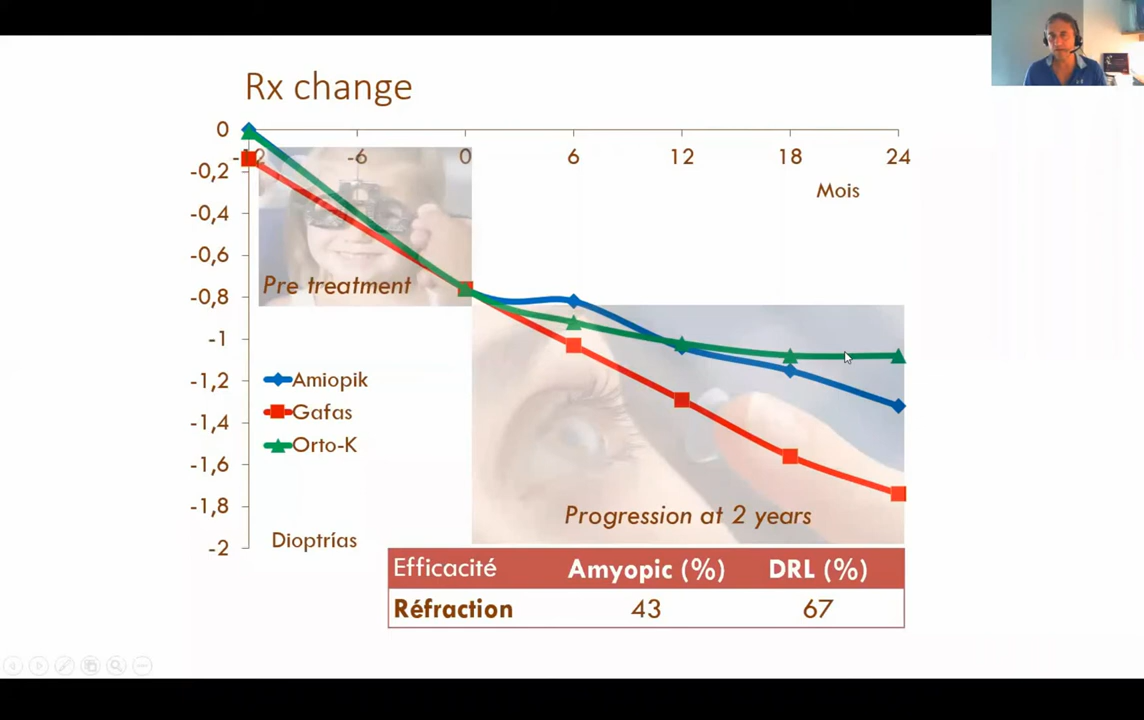 Rx change
0
-12 -6 0 6 12 18 24
-0,2
Mois
-0,4
-0,6
Pre treatment
-0,8
-1
-1,2
Amiopik
-1,4
Gafas
Orto-K
-1,6
-1,8
Progression at 2 years
Dioptrías
-2
Efficacité Amyopic (%) DRL (%)
Réfraction 43 67